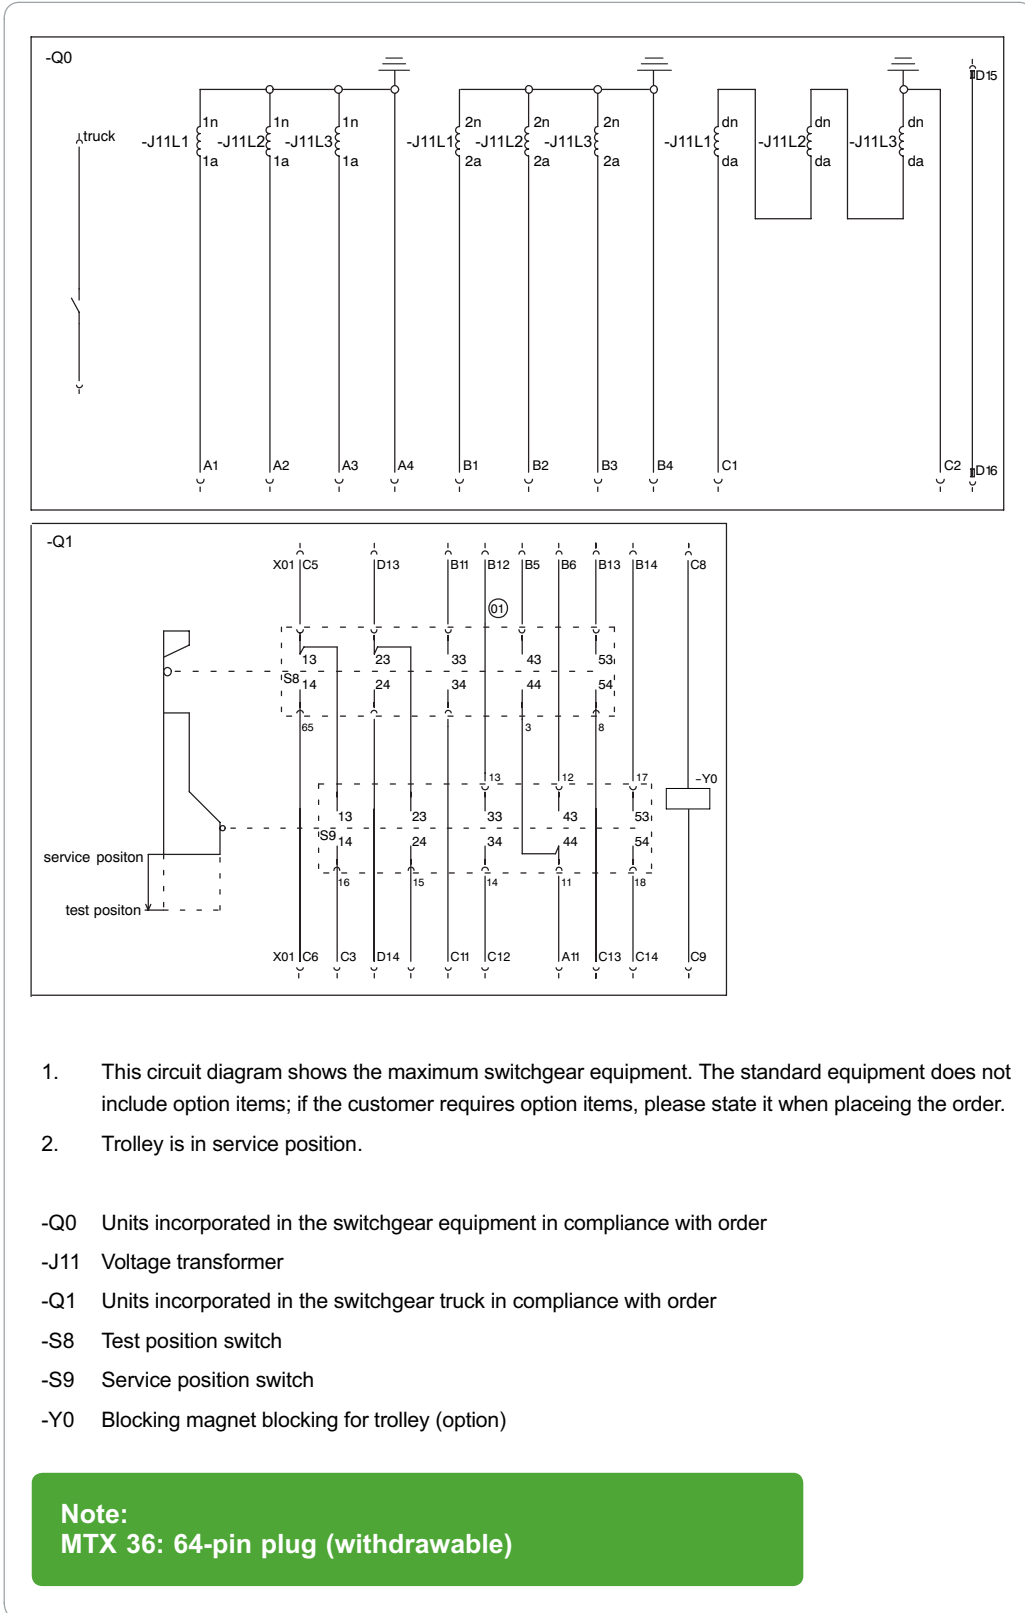 -Q0
D15
truck
1n 1n 1n 2n 2n 2n dn dn dn
-J11L1 -J11L2 -J11L3 -J11L1 -J11L2 -J11L3 -J11L1 -J11L2 -J11L3
1a 1a 1a 2a 2a 2a da da da
A1 A2 A3 A4 B1 B2 B3 B4 C1 C2 D16
-Q1
X01 C5 D13 B11 B12 B5 B6 B13 B14 C8
01
13 23 33 43 53
S8 14 24 34 44 54
65 3 8
13 12 17 -Y0
13 23 33 43 53
S9 14 24 34 44 54
service positon
16 15 14 11 18
test positon
X01 C6 C3 D14 C11 C12 A11 C13 C14 C9
1. This circuit diagram shows the maximum switchgear equipment. The standard equipment does not
include option items; if the customer requires option items, please state it when placeing the order.
2. Trolley is in service position.
-Q0 Units incorporated in the switchgear equipment in compliance with order
-J11 Voltage transformer
-Q1 Units incorporated in the switchgear truck in compliance with order
-S8 Test position switch
-S9 Service position switch
-Y0 Blocking magnet blocking for trolley (option)
Note:
MTX 36: 64-pin plug (withdrawable)